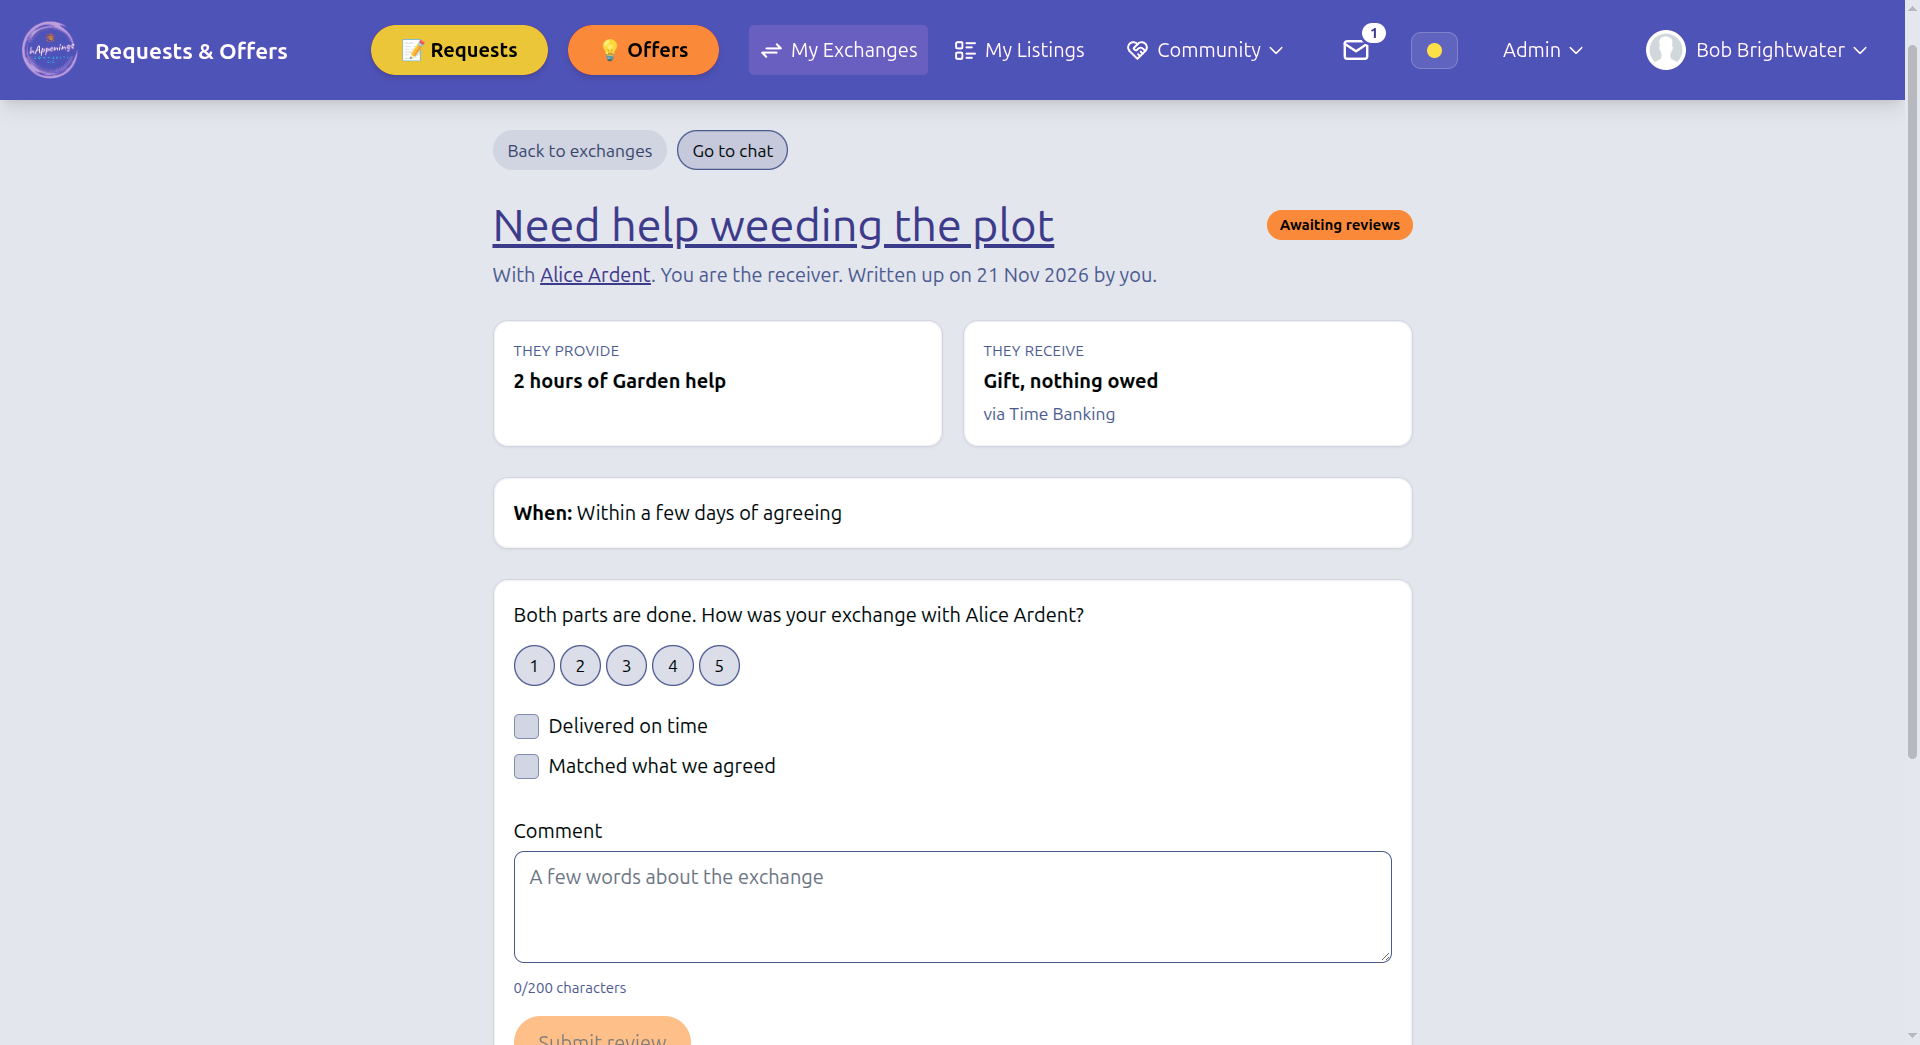 hAppenings
Requests & Offers
📝 Requests
💡 Offers
My Exchanges
My Listings
Community
1
Admin
Bob Brightwater
Back to exchanges
Go to chat
Need help weeding the plot
Awaiting reviews
With Alice Ardent. You are the receiver. Written up on 21 Nov 2026 by you.
THEY PROVIDE
2 hours of Garden help
THEY RECEIVE
Gift, nothing owed
via Time Banking
When: Within a few days of agreeing
Both parts are done. How was your exchange with Alice Ardent?
1 2 3 4 5
Delivered on time
Matched what we agreed
Comment
A few words about the exchange
0/200 characters
Submit review